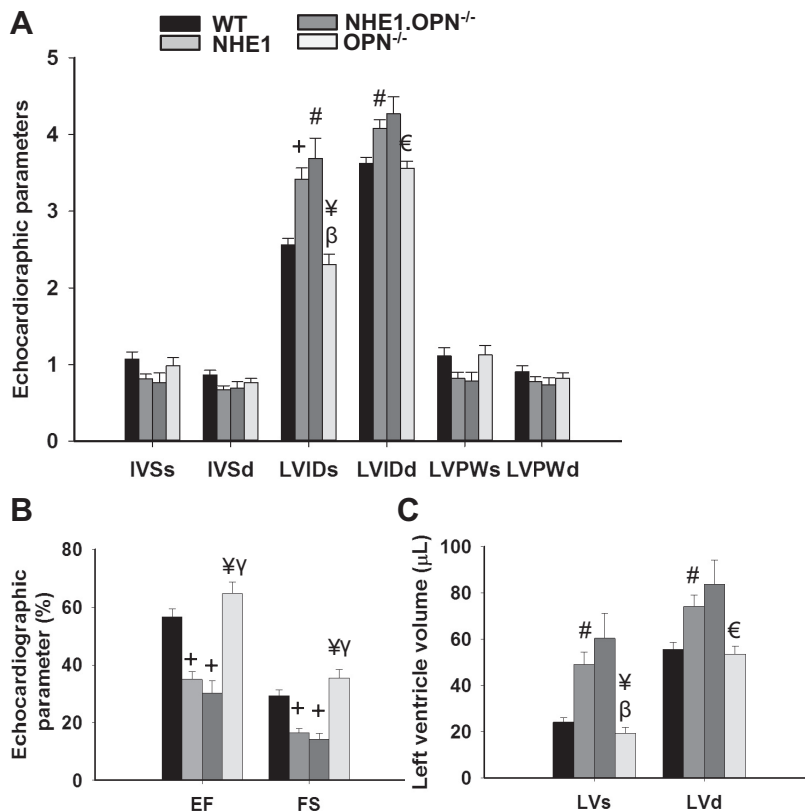 A
WT
NHE1
NHE1.OPN-/-
OPN-/-
Echocardioraphic parameters
5
4
3
2
1
0
+
#
¥
β
#
€
IVSs IVSd LVIDs LVIDd LVPWs LVPWd
B
Echocardiographic
parameter (%)
80
60
40
20
0
+
+
¥γ
+
+
¥γ
EF FS
C
Left ventricle volume (µL)
100
80
60
40
20
0
#
¥
β
#
€
LVs LVd